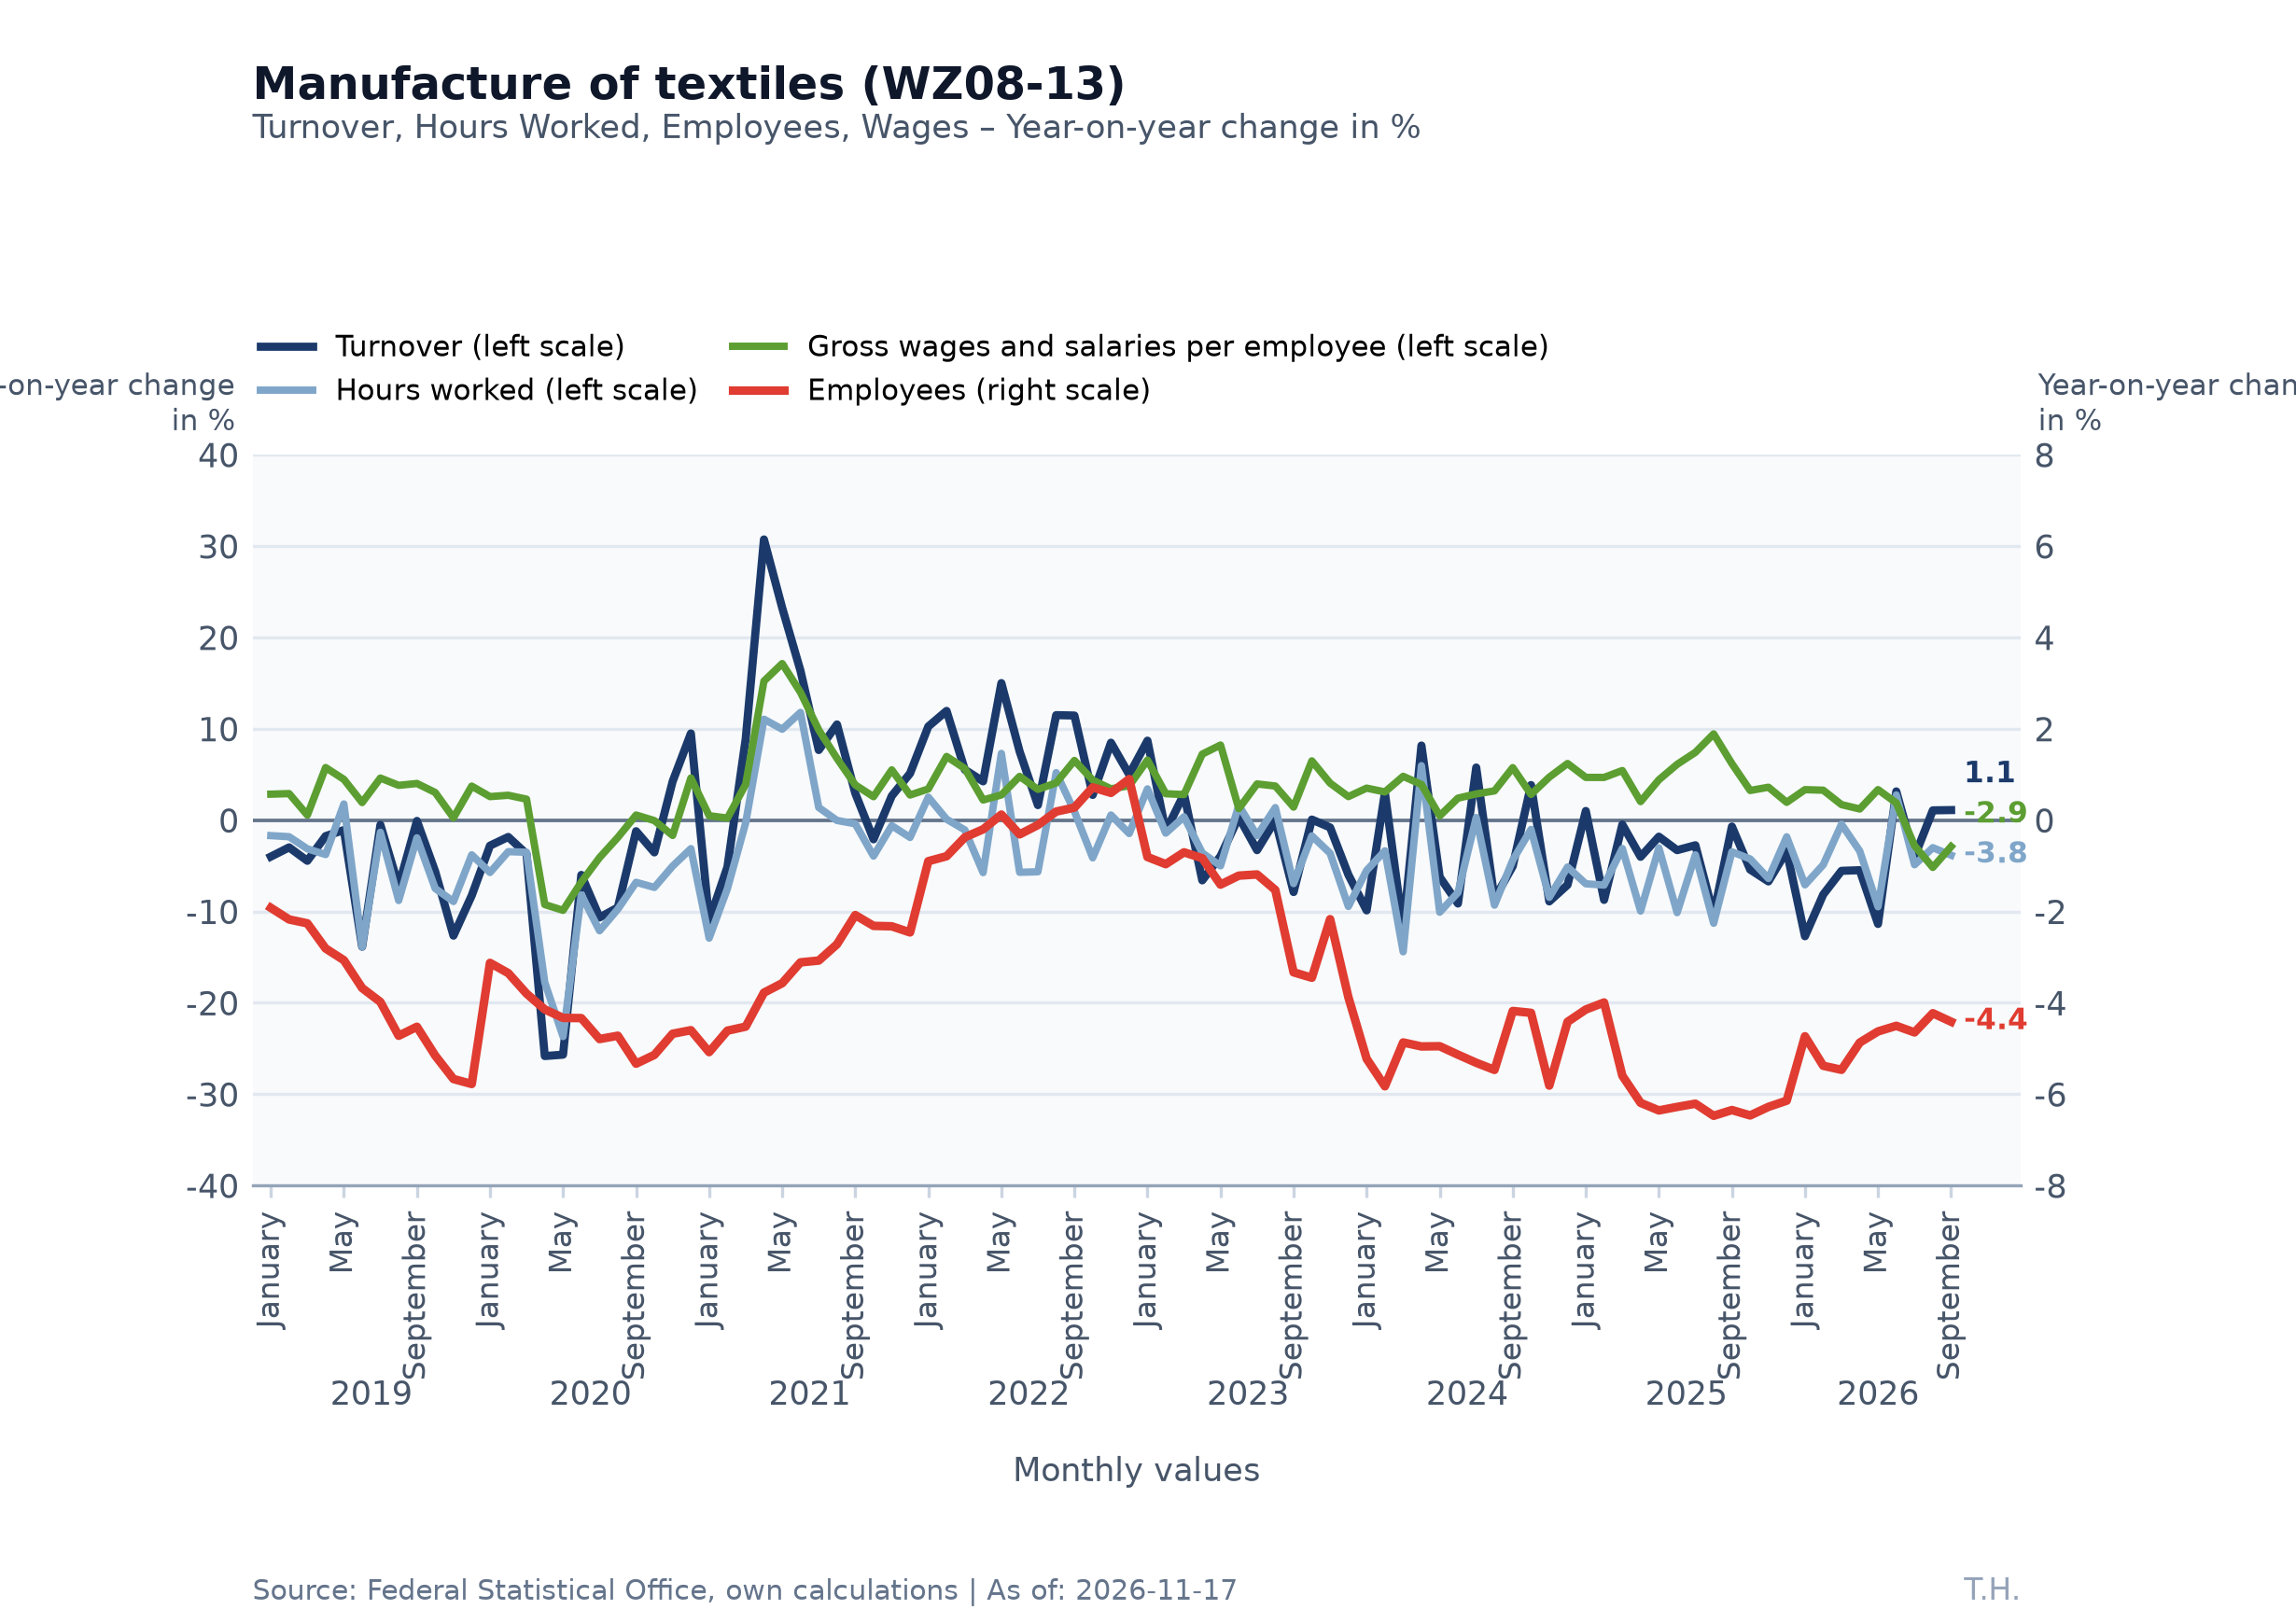 Manufacture of textiles (WZ08-13)
Turnover, Hours Worked, Employees, Wages – Year-on-year change in %
Turnover (left scale)
Gross wages and salaries per employee (left scale)
Hours worked (left scale)
Employees (right scale)
-on-year change
in %
Year-on-year chan
in %
40
30
20
10
0
-10
-20
-30
-40
8
6
4
2
0
-2
-4
-6
-8
1.1
-2.9
-3.8
-4.4
January
May
September
January
May
September
January
May
September
January
May
September
January
May
September
January
May
September
January
May
September
January
May
September
2019
2020
2021
2022
2023
2024
2025
2026
Monthly values
Source: Federal Statistical Office, own calculations | As of: 2026-11-17
T.H.